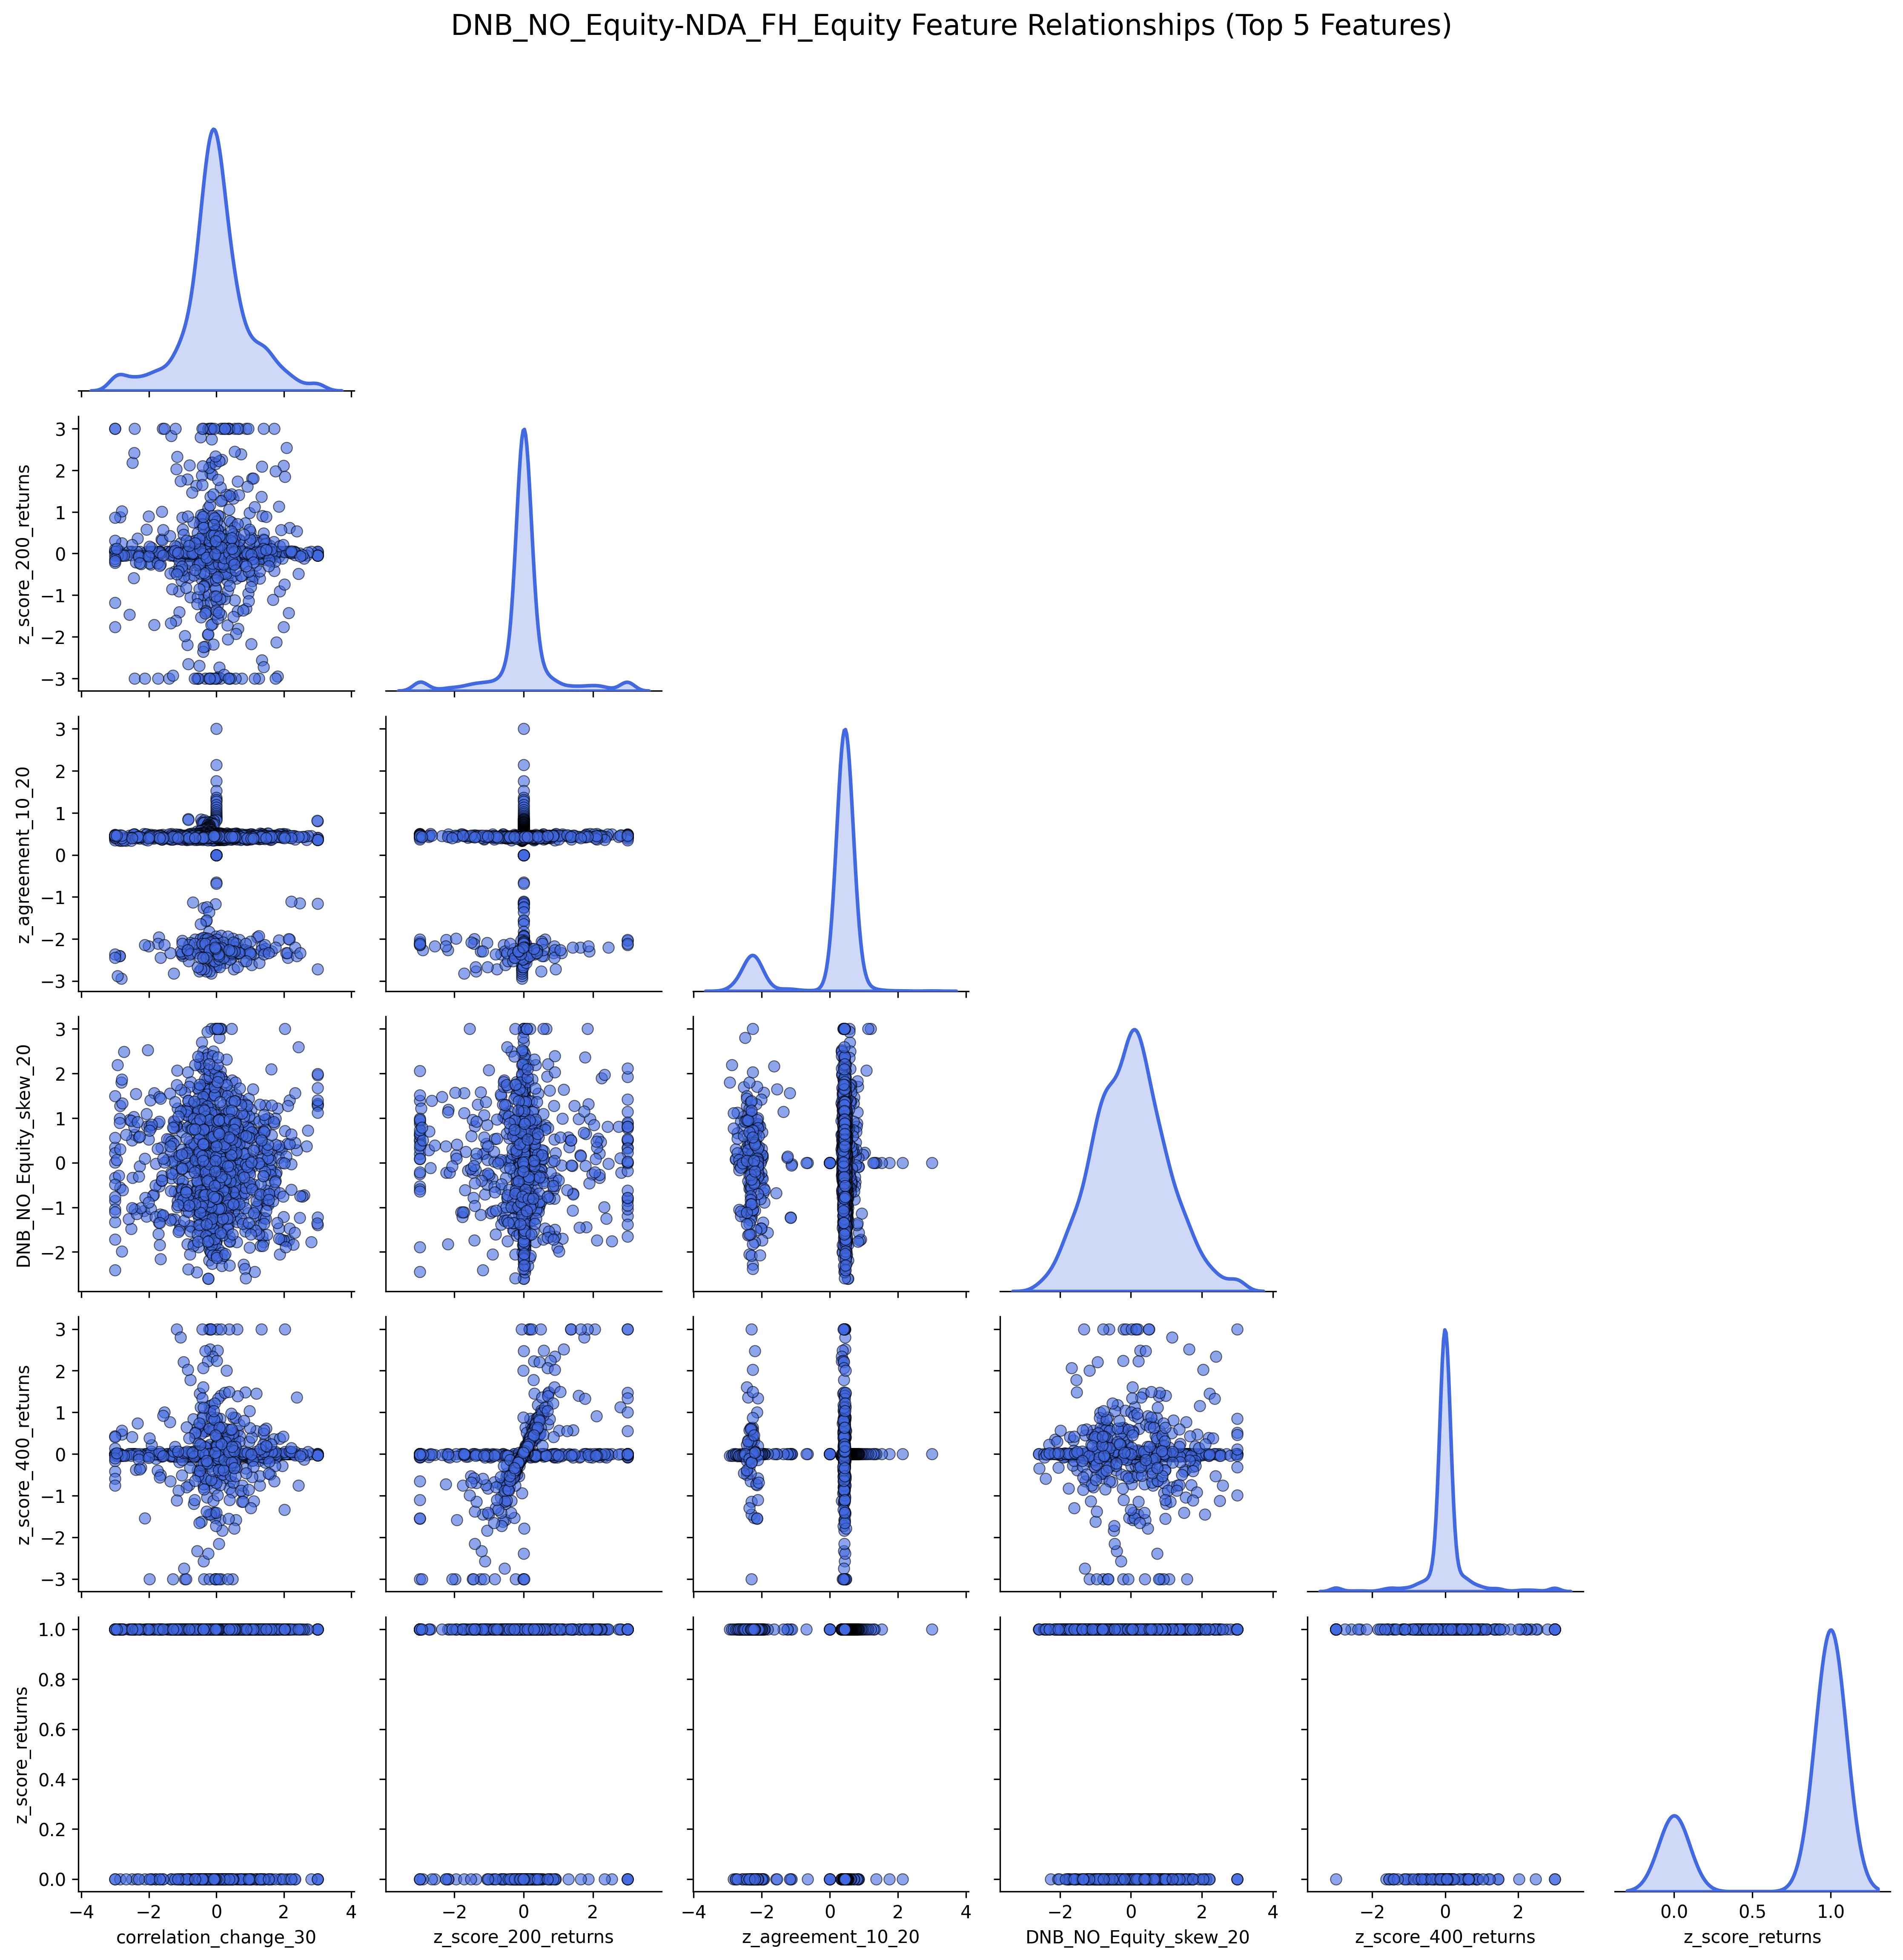 DNB_NO_Equity-NDA_FH_Equity Feature Relationships (Top 5 Features)
z_score_200_returns
3
2
1
0
−1
−2
−3
z_agreement_10_20
3
2
1
0
−1
−2
−3
DNB_NO_Equity_skew_20
3
2
1
0
−1
−2
z_score_400_returns
3
2
1
0
−1
−2
−3
z_score_returns
1.0
0.8
0.6
0.4
0.2
0.0
−4 −2 0 2 4
−2 0 2
−4 −2 0 2 4
−2 0 2 4
−2 0 2
0.0 0.5 1.0
correlation_change_30
z_score_200_returns
z_agreement_10_20
DNB_NO_Equity_skew_20
z_score_400_returns
z_score_returns